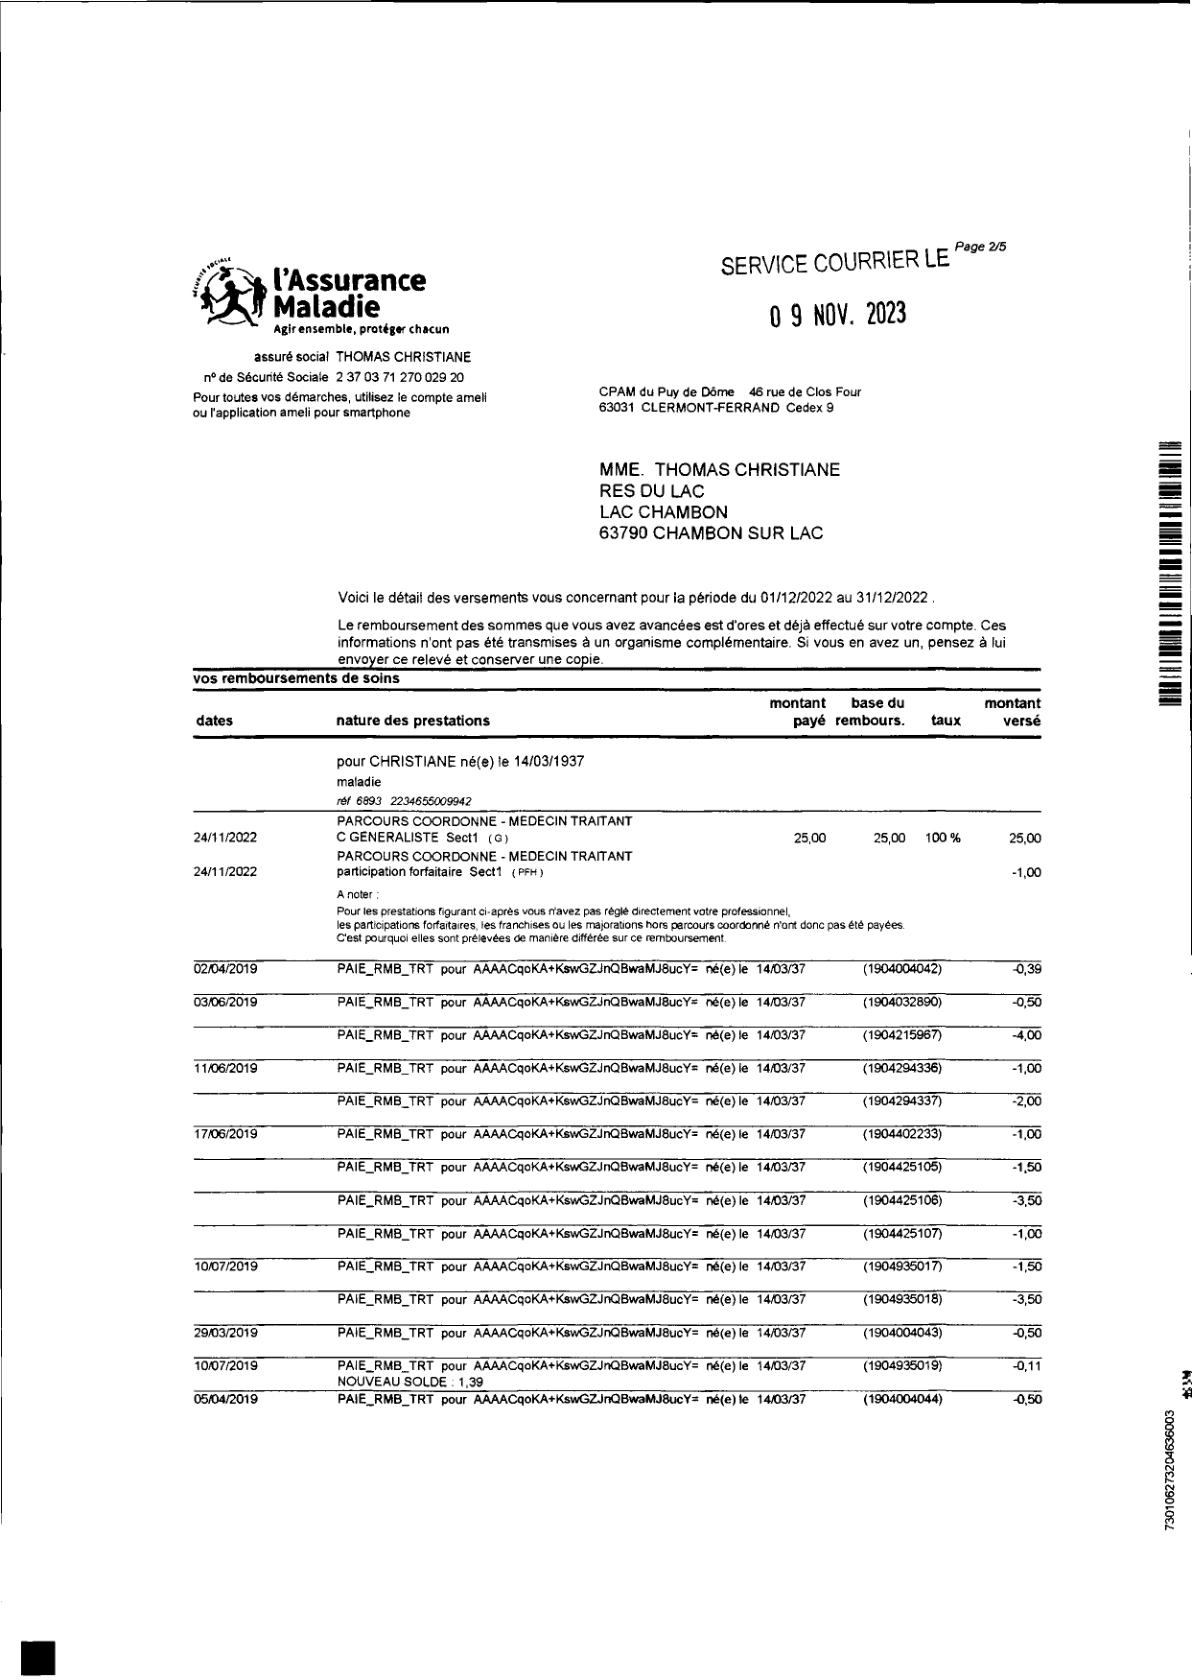 Page 2/5
SERVICE COURRIER LE
0 9 NOV. 2023
SÉCURITÉ SOCIALE
l'Assurance
Maladie
Agir ensemble, protéger chacun
assuré social THOMAS CHRISTIANE
n° de Sécurité Sociale 2 37 03 71 270 029 20
Pour toutes vos démarches, utilisez le compte ameli
ou l'application ameli pour smartphone
CPAM du Puy de Dôme 46 rue de Clos Four
63031 CLERMONT-FERRAND Cedex 9
MME. THOMAS CHRISTIANE
RES DU LAC
LAC CHAMBON
63790 CHAMBON SUR LAC
Voici le détail des versements vous concernant pour la période du 01/12/2022 au 31/12/2022 .
Le remboursement des sommes que vous avez avancées est d'ores et déjà effectué sur votre compte. Ces
informations n'ont pas été transmises à un organisme complémentaire. Si vous en avez un, pensez à lui
envoyer ce relevé et conserver une copie.
vos remboursements de soins
dates nature des prestations montant payé base du rembours. taux montant versé
pour CHRISTIANE né(e) le 14/03/1937
maladie
réf 6893 2234655009942
PARCOURS COORDONNE - MEDECIN TRAITANT
24/11/2022 C GENERALISTE Sect1 (G) 25,00 25,00 100 % 25,00
PARCOURS COORDONNE - MEDECIN TRAITANT
24/11/2022 participation forfaitaire Sect1 (PFH) -1,00
A noter :
Pour les prestations figurant ci-après vous n'avez pas réglé directement votre professionnel,
les participations forfaitaires, les franchises ou les majorations hors parcours coordonné n'ont donc pas été payées.
C'est pourquoi elles sont prélevées de manière différée sur ce remboursement.
02/04/2019 PAIE_RMB_TRT pour AAAACqoKA+KswGZJnQBwaMJ8ucY= né(e) le 14/03/37 (1904004042) -0,39
03/06/2019 PAIE_RMB_TRT pour AAAACqoKA+KswGZJnQBwaMJ8ucY= né(e) le 14/03/37 (1904032890) -0,50
PAIE_RMB_TRT pour AAAACqoKA+KswGZJnQBwaMJ8ucY= né(e) le 14/03/37 (1904215967) -4,00
11/06/2019 PAIE_RMB_TRT pour AAAACqoKA+KswGZJnQBwaMJ8ucY= né(e) le 14/03/37 (1904294336) -1,00
PAIE_RMB_TRT pour AAAACqoKA+KswGZJnQBwaMJ8ucY= né(e) le 14/03/37 (1904294337) -2,00
17/06/2019 PAIE_RMB_TRT pour AAAACqoKA+KswGZJnQBwaMJ8ucY= né(e) le 14/03/37 (1904402233) -1,00
PAIE_RMB_TRT pour AAAACqoKA+KswGZJnQBwaMJ8ucY= né(e) le 14/03/37 (1904425105) -1,50
PAIE_RMB_TRT pour AAAACqoKA+KswGZJnQBwaMJ8ucY= né(e) le 14/03/37 (1904425106) -3,50
PAIE_RMB_TRT pour AAAACqoKA+KswGZJnQBwaMJ8ucY= né(e) le 14/03/37 (1904425107) -1,00
10/07/2019 PAIE_RMB_TRT pour AAAACqoKA+KswGZJnQBwaMJ8ucY= né(e) le 14/03/37 (1904935017) -1,50
PAIE_RMB_TRT pour AAAACqoKA+KswGZJnQBwaMJ8ucY= né(e) le 14/03/37 (1904935018) -3,50
29/03/2019 PAIE_RMB_TRT pour AAAACqoKA+KswGZJnQBwaMJ8ucY= né(e) le 14/03/37 (1904004043) -0,50
10/07/2019 PAIE_RMB_TRT pour AAAACqoKA+KswGZJnQBwaMJ8ucY= né(e) le 14/03/37 (1904935019) -0,11
NOUVEAU SOLDE : 1,39
05/04/2019 PAIE_RMB_TRT pour AAAACqoKA+KswGZJnQBwaMJ8ucY= né(e) le 14/03/37 (1904004044) -0,50
730106273204636003